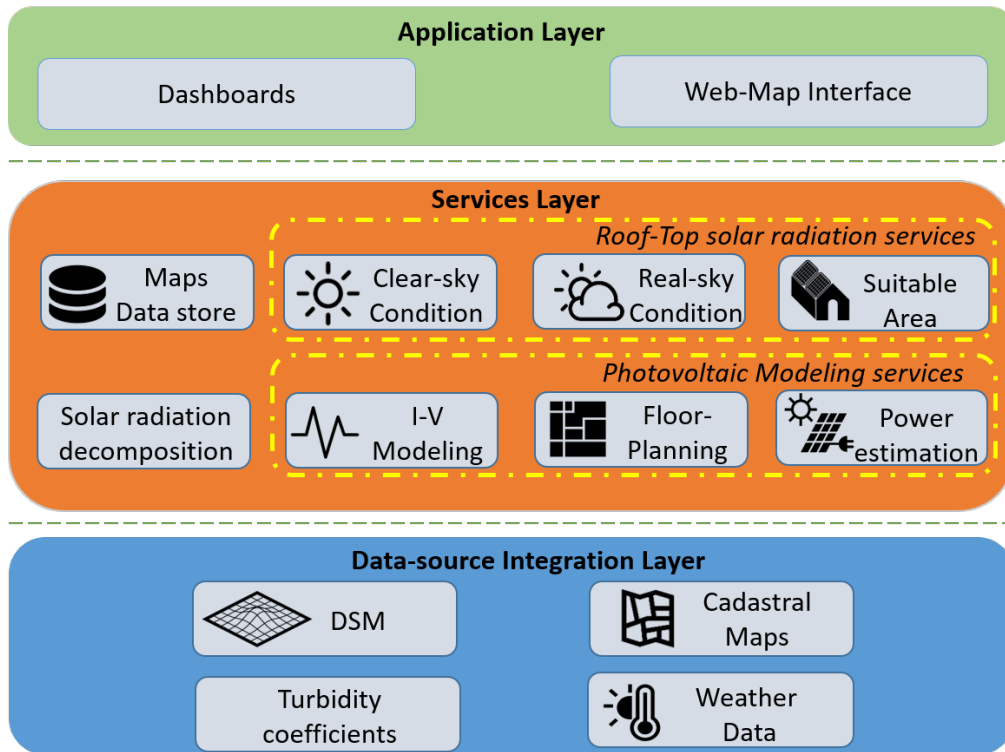 Application Layer
Dashboards
Web-Map Interface
Services Layer
Roof-Top solar radiation services
Maps
Data store
Clear-sky
Condition
Real-sky
Condition
Suitable
Area
Photovoltaic Modeling services
Solar radiation
decomposition
I-V
Modeling
Floor-
Planning
Power
estimation
Data-source Integration Layer
DSM
Cadastral
Maps
Turbidity
coefficients
Weather
Data